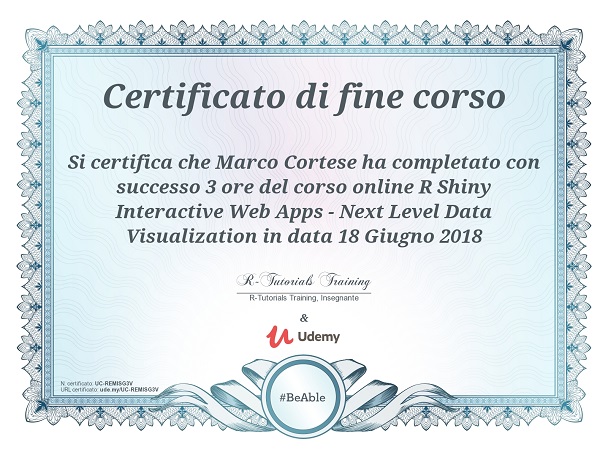 Certificato di fine corso
Si certifica che Marco Cortese ha completato con
successo 3 ore del corso online R Shiny
Interactive Web Apps - Next Level Data
Visualization in data 18 Giugno 2018
R-Tutorials Training
R-Tutorials Training, Insegnante
&
Udemy
N. certificato: UC-REMISG3V
URL certificato: ude.my/UC-REMISG3V
#BeAble